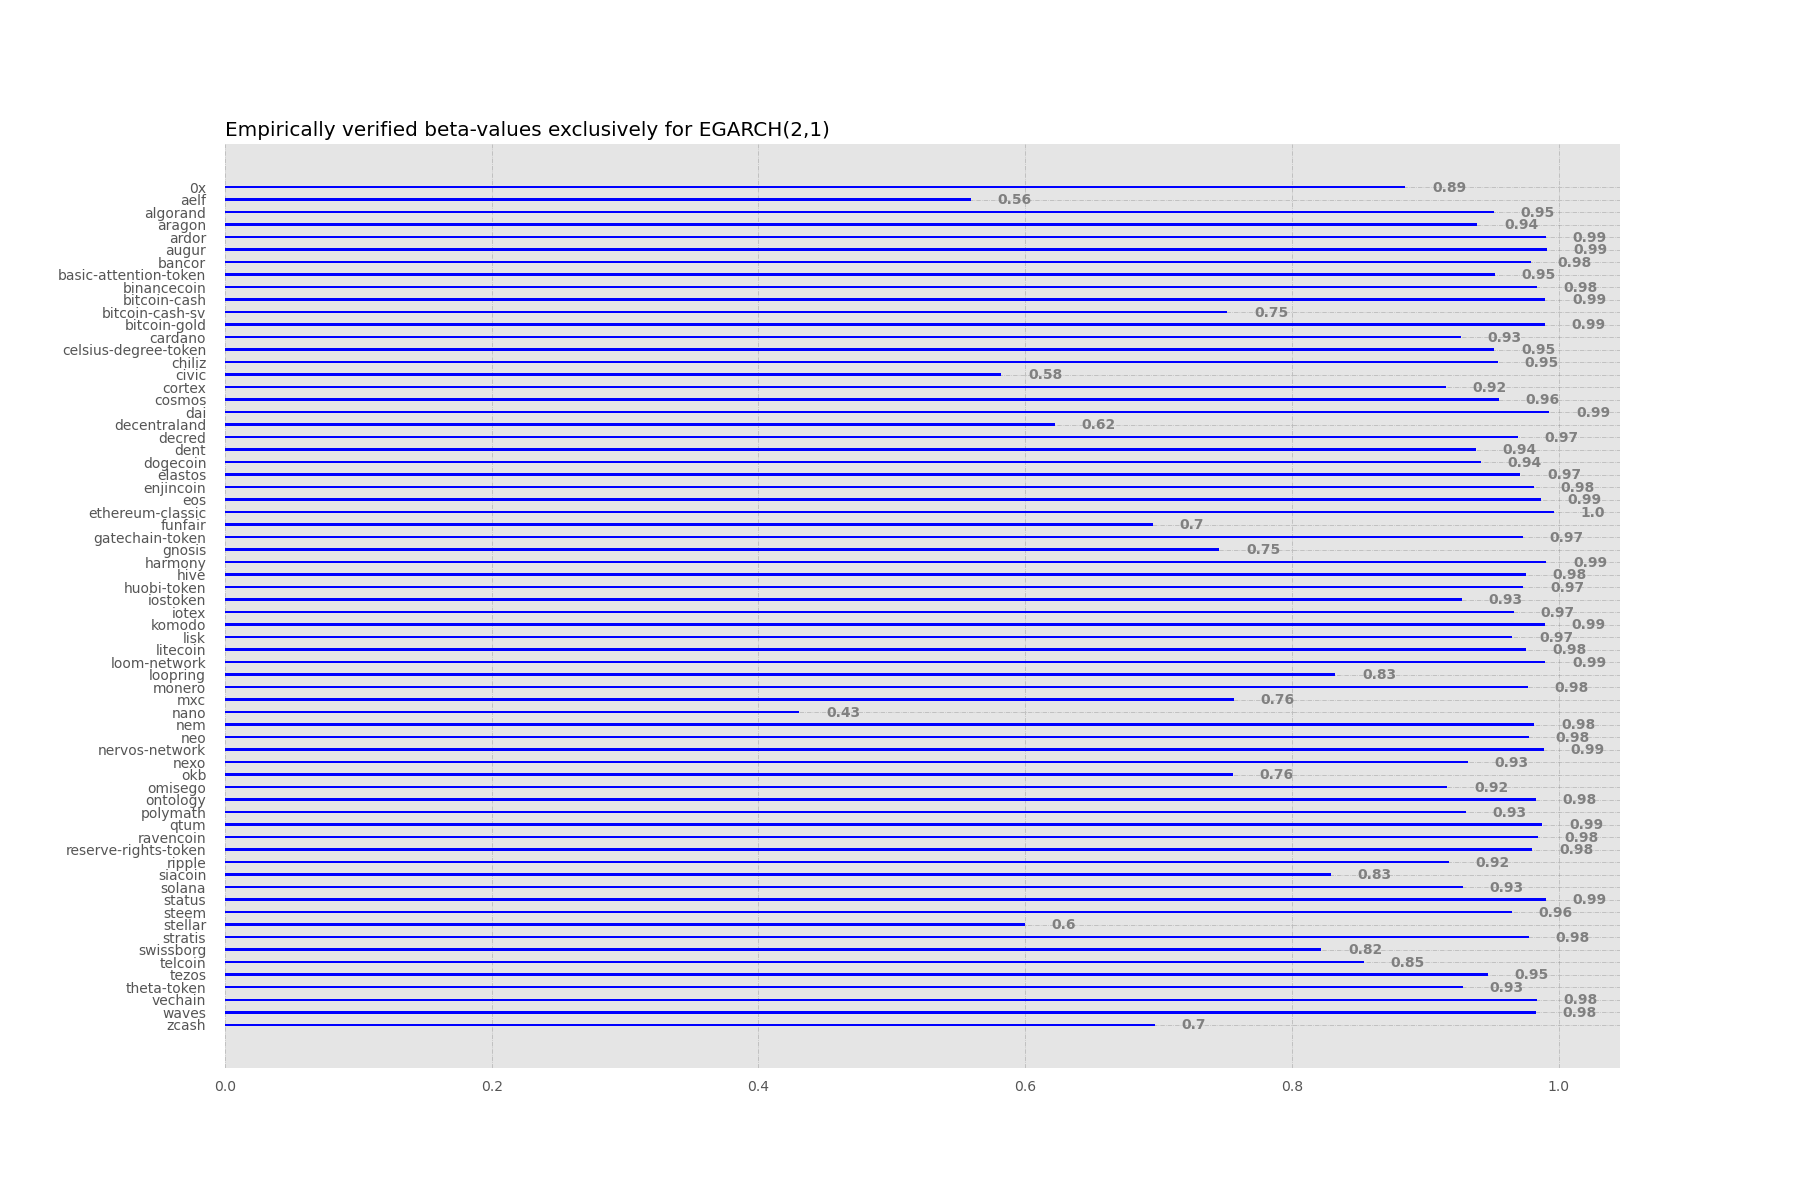 Empirically verified beta-values exclusively for EGARCH(2,1)
0x 0.89
aelf 0.56
algorand 0.95
aragon 0.94
ardor 0.99
augur 0.99
bancor 0.98
basic-attention-token 0.95
binancecoin 0.98
bitcoin-cash 0.99
bitcoin-cash-sv 0.75
bitcoin-gold 0.99
cardano 0.93
celsius-degree-token 0.95
chiliz 0.95
civic 0.58
cortex 0.92
cosmos 0.96
dai 0.99
decentraland 0.62
decred 0.97
dent 0.94
dogecoin 0.94
elastos 0.97
enjincoin 0.98
eos 0.99
ethereum-classic 1.0
funfair 0.7
gatechain-token 0.97
gnosis 0.75
harmony 0.99
hive 0.98
huobi-token 0.97
iostoken 0.93
iotex 0.97
komodo 0.99
lisk 0.97
litecoin 0.98
loom-network 0.99
loopring 0.83
monero 0.98
mxc 0.76
nano 0.43
nem 0.98
neo 0.98
nervos-network 0.99
nexo 0.93
okb 0.76
omisego 0.92
ontology 0.98
polymath 0.93
qtum 0.99
ravencoin 0.98
reserve-rights-token 0.98
ripple 0.92
siacoin 0.83
solana 0.93
status 0.99
steem 0.96
stellar 0.6
stratis 0.98
swissborg 0.82
telcoin 0.85
tezos 0.95
theta-token 0.93
vechain 0.98
waves 0.98
zcash 0.7
0.0 0.2 0.4 0.6 0.8 1.0